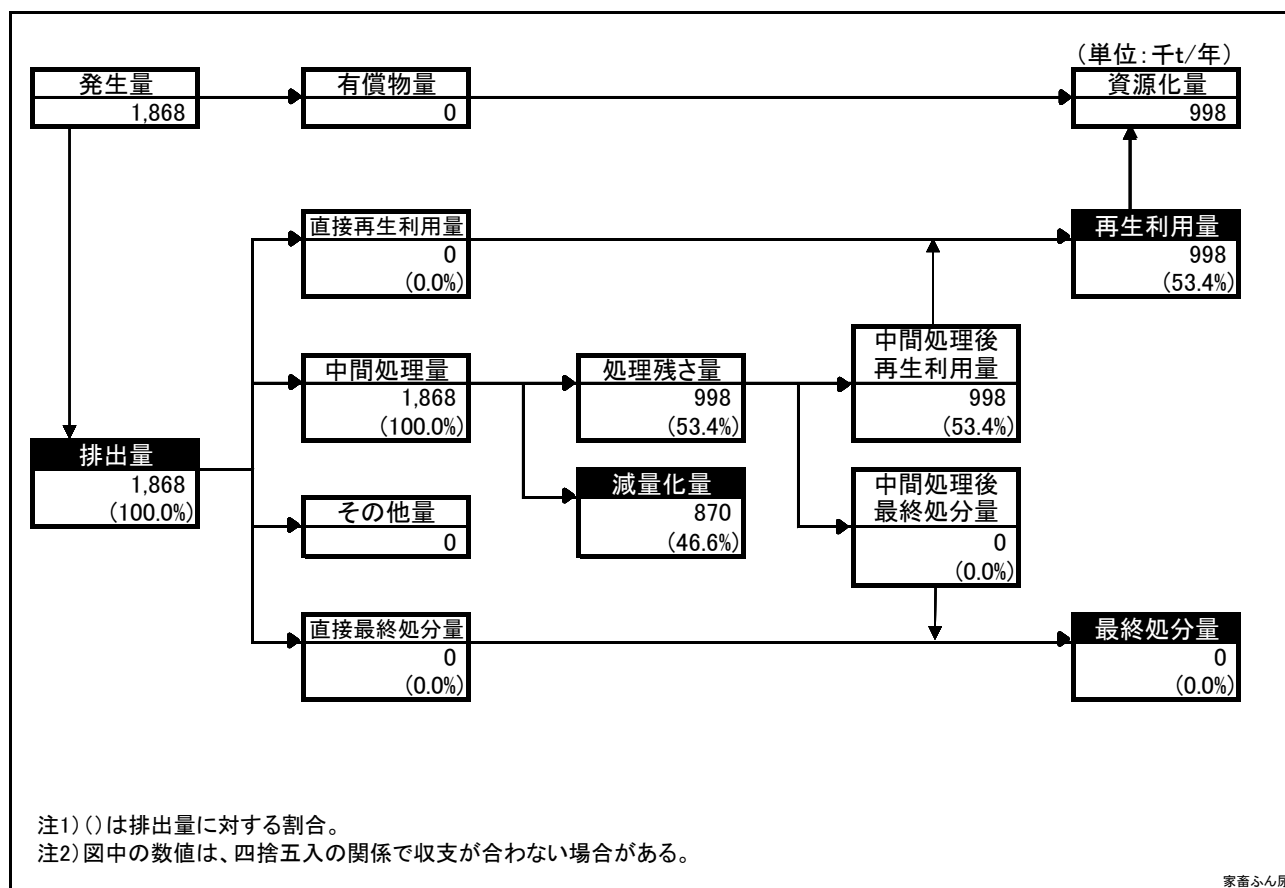 (単位:千t/年)
発生量
1,868
有償物量
0
資源化量
998
直接再生利用量
0
(0.0%)
再生利用量
998
(53.4%)
中間処理量
1,868
(100.0%)
処理残さ量
998
(53.4%)
中間処理後
再生利用量
998
(53.4%)
排出量
1,868
(100.0%)
減量化量
870
(46.6%)
中間処理後
最終処分量
0
(0.0%)
その他量
0
直接最終処分量
0
(0.0%)
最終処分量
0
(0.0%)
注1)()は排出量に対する割合。
注2)図中の数値は、四捨五入の関係で収支が合わない場合がある。
家畜ふん尿